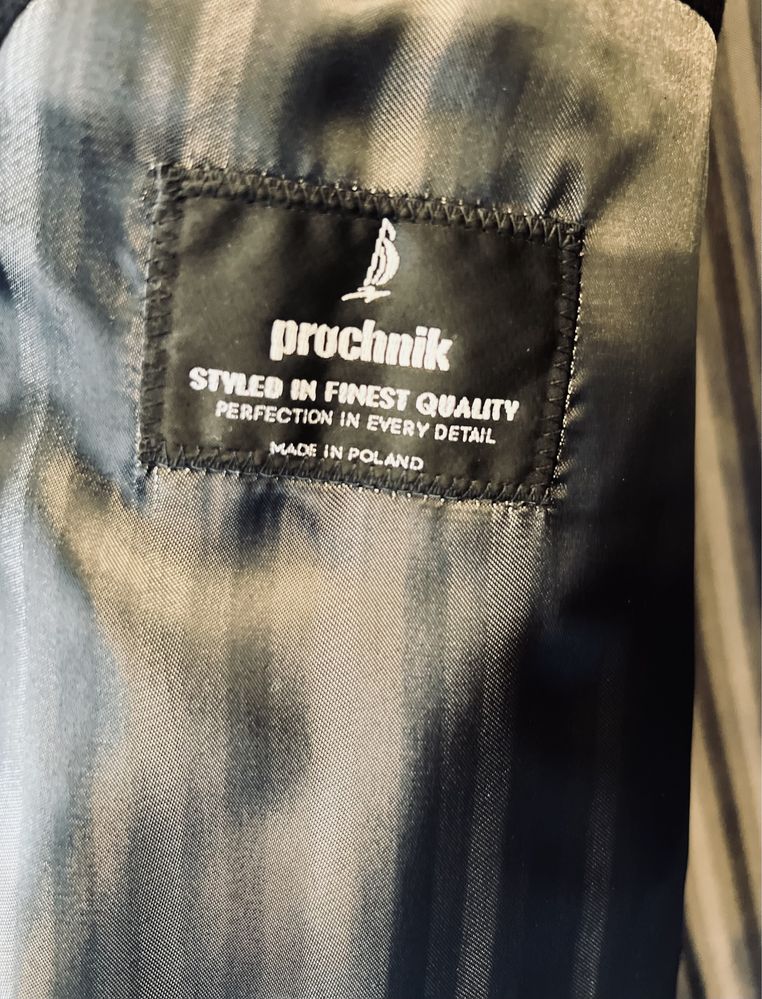 prochnik
STYLED IN FINEST QUALITY
PERFECTION IN EVERY DETAIL
MADE IN POLAND